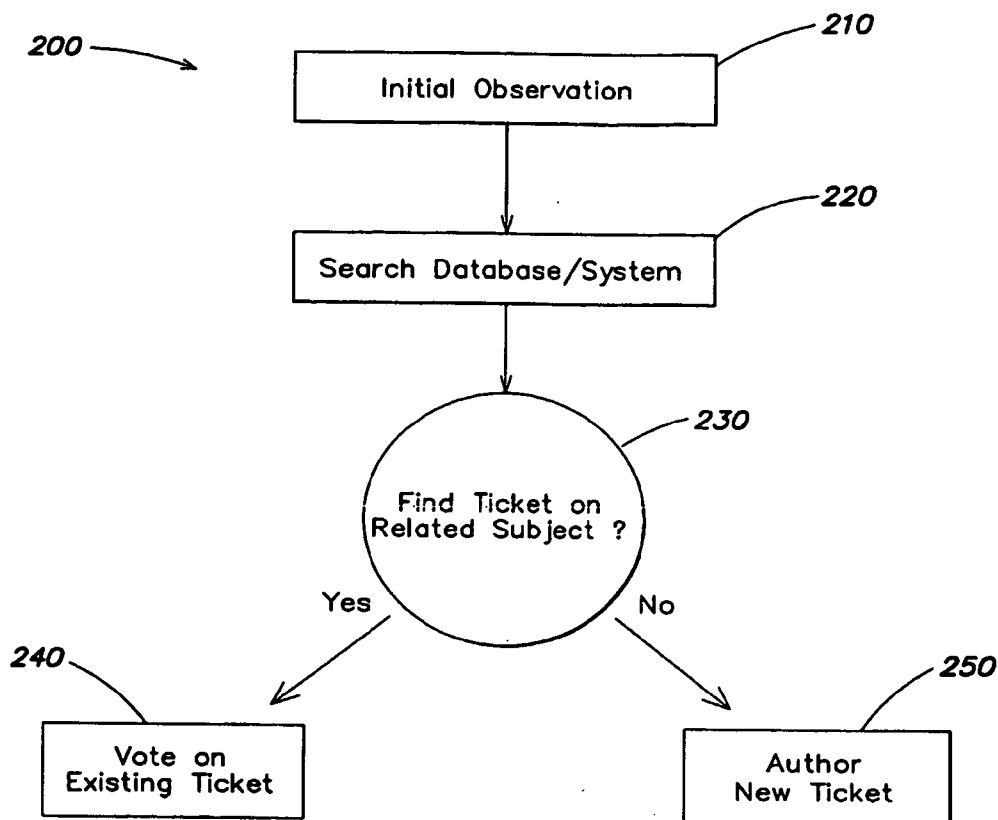 200
210
Initial Observation
220
Search Database/System
230
Find Ticket on
Related Subject ?
Yes
No
240
Vote on
Existing Ticket
250
Author
New Ticket